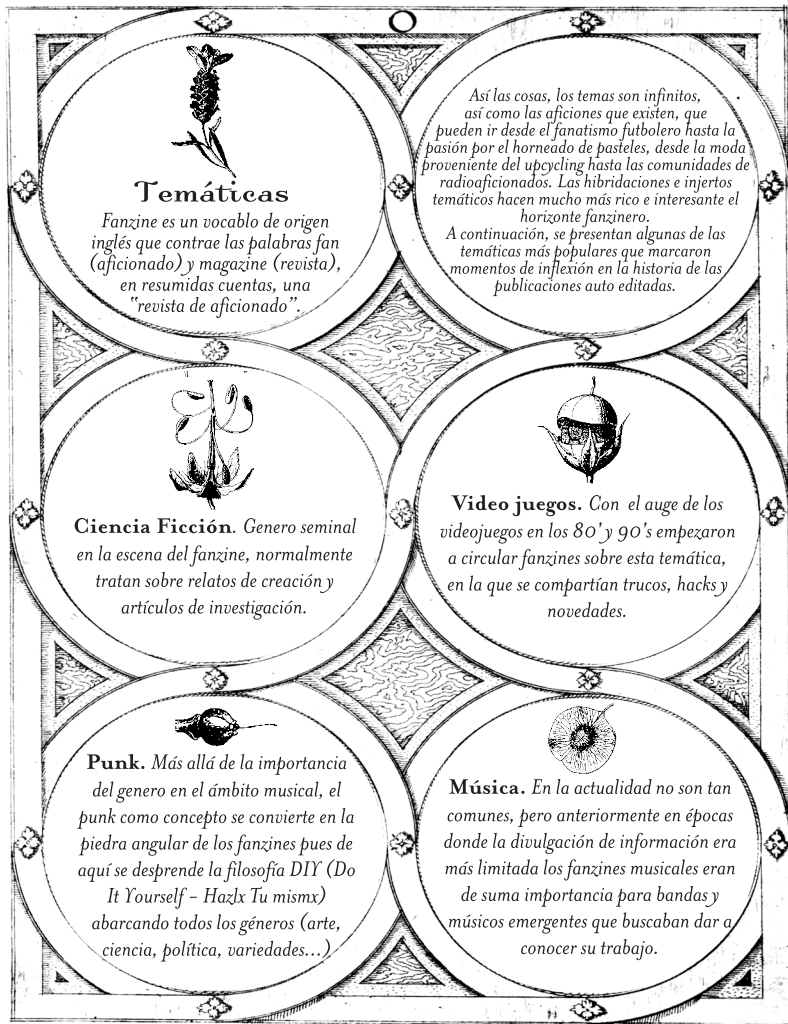 Temáticas
Fanzine es un vocablo de origen
inglés que contrae las palabras fan
(aficionado) y magazine (revista),
en resumidas cuentas, una
“revista de aficionado”.
Así las cosas, los temas son infinitos,
así como las aficiones que existen, que
pueden ir desde el fanatismo futbolero hasta la
pasión por el horneado de pasteles, desde la moda
proveniente del upcycling hasta las comunidades de
radioaficionados. Las hibridaciones e injertos
temáticos hacen mucho más rico e interesante el
horizonte fanzinero.
A continuación, se presentan algunas de las
temáticas más populares que marcaron
momentos de inflexión en la historia de las
publicaciones auto editadas.
Ciencia Ficción. Genero seminal
en la escena del fanzine, normalmente
tratan sobre relatos de creación y
artículos de investigación.
Video juegos. Con el auge de los
videojuegos en los 80' y 90's empezaron
a circular fanzines sobre esta temática,
en la que se compartían trucos, hacks y
novedades.
Punk. Más allá de la importancia
del genero en el ámbito musical, el
punk como concepto se convierte en la
piedra angular de los fanzines pues de
aquí se desprende la filosofía DIY (Do
It Yourself – Hazlx Tu mismx)
abarcando todos los géneros (arte,
ciencia, política, variedades...)
Música. En la actualidad no son tan
comunes, pero anteriormente en épocas
donde la divulgación de información era
más limitada los fanzines musicales eran
de suma importancia para bandas y
músicos emergentes que buscaban dar a
conocer su trabajo.